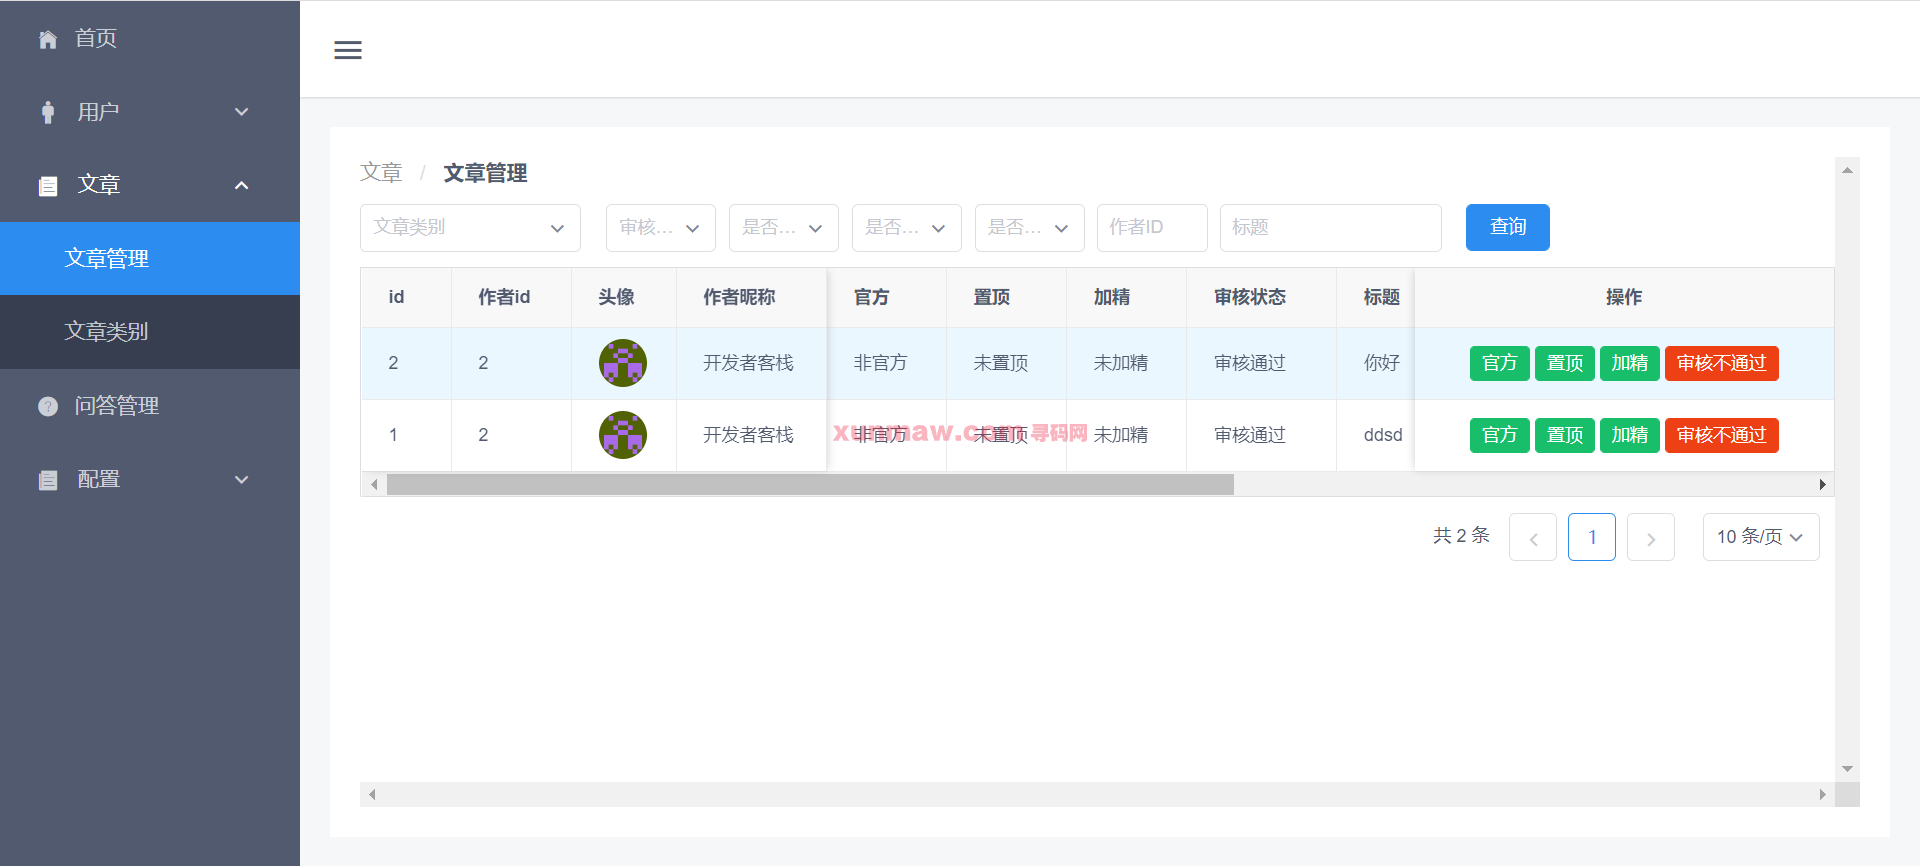 首页
用户
文章
文章管理
文章类别
问答管理
配置
文章 / 文章管理
文章类别 审核... 是否... 是否... 是否... 作者ID 标题 查询
id 作者id 头像 作者昵称 官方 置顶 加精 审核状态 标题 操作
2 2 开发者客栈 非官方 未置顶 未加精 审核通过 你好 官方 置顶 加精 审核不通过
1 2 开发者客栈 非官方 未置顶 未加精 审核通过 ddsd 官方 置顶 加精 审核不通过
xunmaw.com 寻码网
共 2 条 1 10 条/页